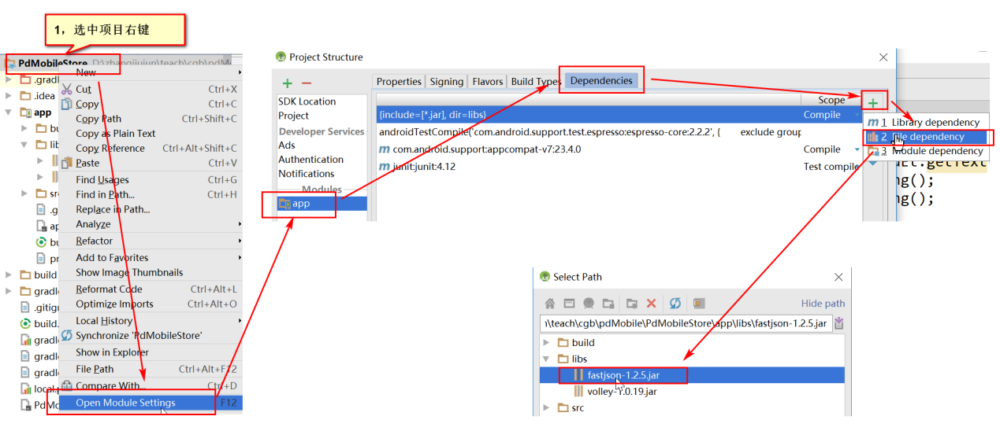 1，选中项目右键
PdMobileStore D:\zhangjiujun\teach\cgb\pdM
.grad
.idea
app
bu
lib
sr
.g
ap
bu
pr
build
gradle
.gitign
build.
gradle
gradle
gradle
local.p
PdMo
New
Cut Ctrl+X
Copy Ctrl+C
Copy Path Ctrl+Shift+C
Copy as Plain Text
Copy Reference Ctrl+Alt+Shift+C
Paste Ctrl+V
Find Usages Ctrl+G
Find in Path... Ctrl+H
Replace in Path...
Analyze
Refactor
Add to Favorites
Show Image Thumbnails
Reformat Code Ctrl+Alt+L
Optimize Imports Ctrl+Alt+O
Local History
Synchronize 'PdMobileStore'
Show in Explorer
File Path Ctrl+Alt+F12
Compare With... Ctrl+D
Open Module Settings F12
Project Structure
SDK Location
Project
Developer Services
Ads
Authentication
Notifications
Modules
app
Properties Signing Flavors Build Types Dependencies
Scope
{include=[*.jar], dir=libs} Compile
androidTestCompile('com.android.support.test.espresso:espresso-core:2.2.2', { exclude group
m com.android.support:appcompat-v7:23.4.0 Compile
m junit:junit:4.12 Test compile
m 1 Library dependency
2 File dependency
3 Module dependency
getText
ng();
ng();
Select Path
Hide path
ı\teach\cgb\pdMobile\PdMobileStore\app\libs\fastjson-1.2.5.jar
build
libs
fastjson-1.2.5.jar
volley-1.0.19.jar
src